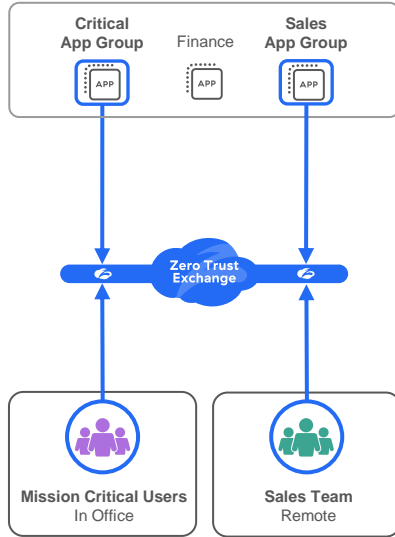 Critical
App Group
Finance
Sales
App Group
APP
APP
APP
Zero Trust
Exchange
Mission Critical Users
In Office
Sales Team
Remote